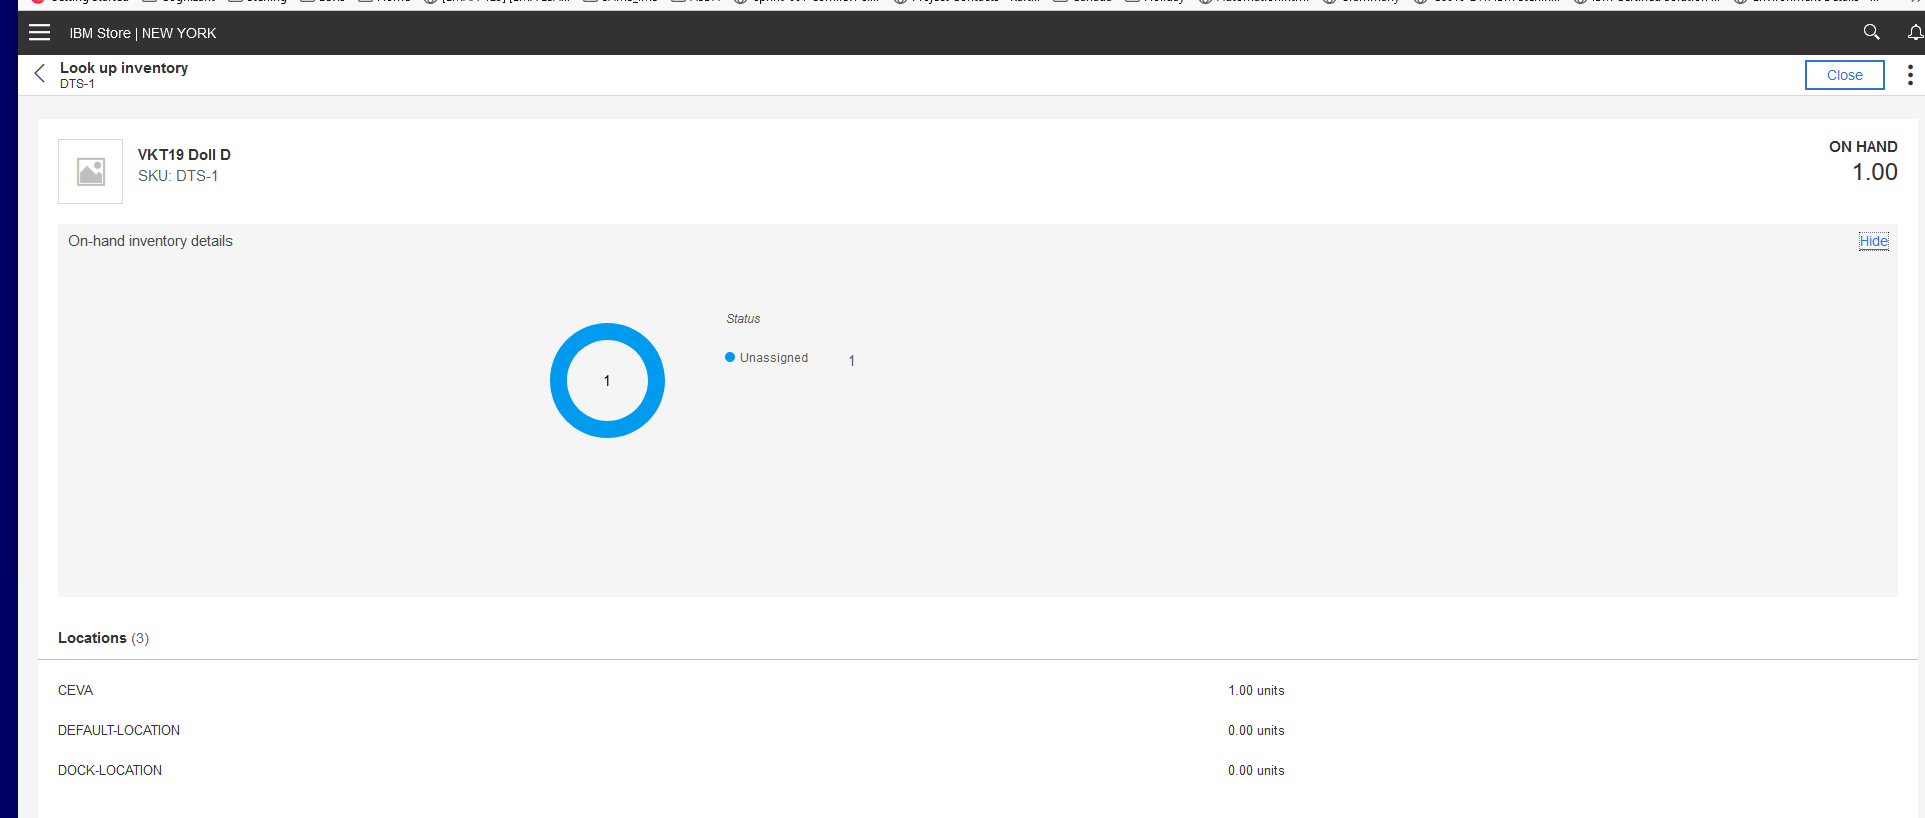 IBM Store | NEW YORK
Look up inventory
DTS-1
Close
VKT19 Doll D
SKU: DTS-1
ON HAND
1.00
On-hand inventory details
Hide
Status
1
Unassigned 1
Locations (3)
CEVA 1.00 units
DEFAULT-LOCATION 0.00 units
DOCK-LOCATION 0.00 units